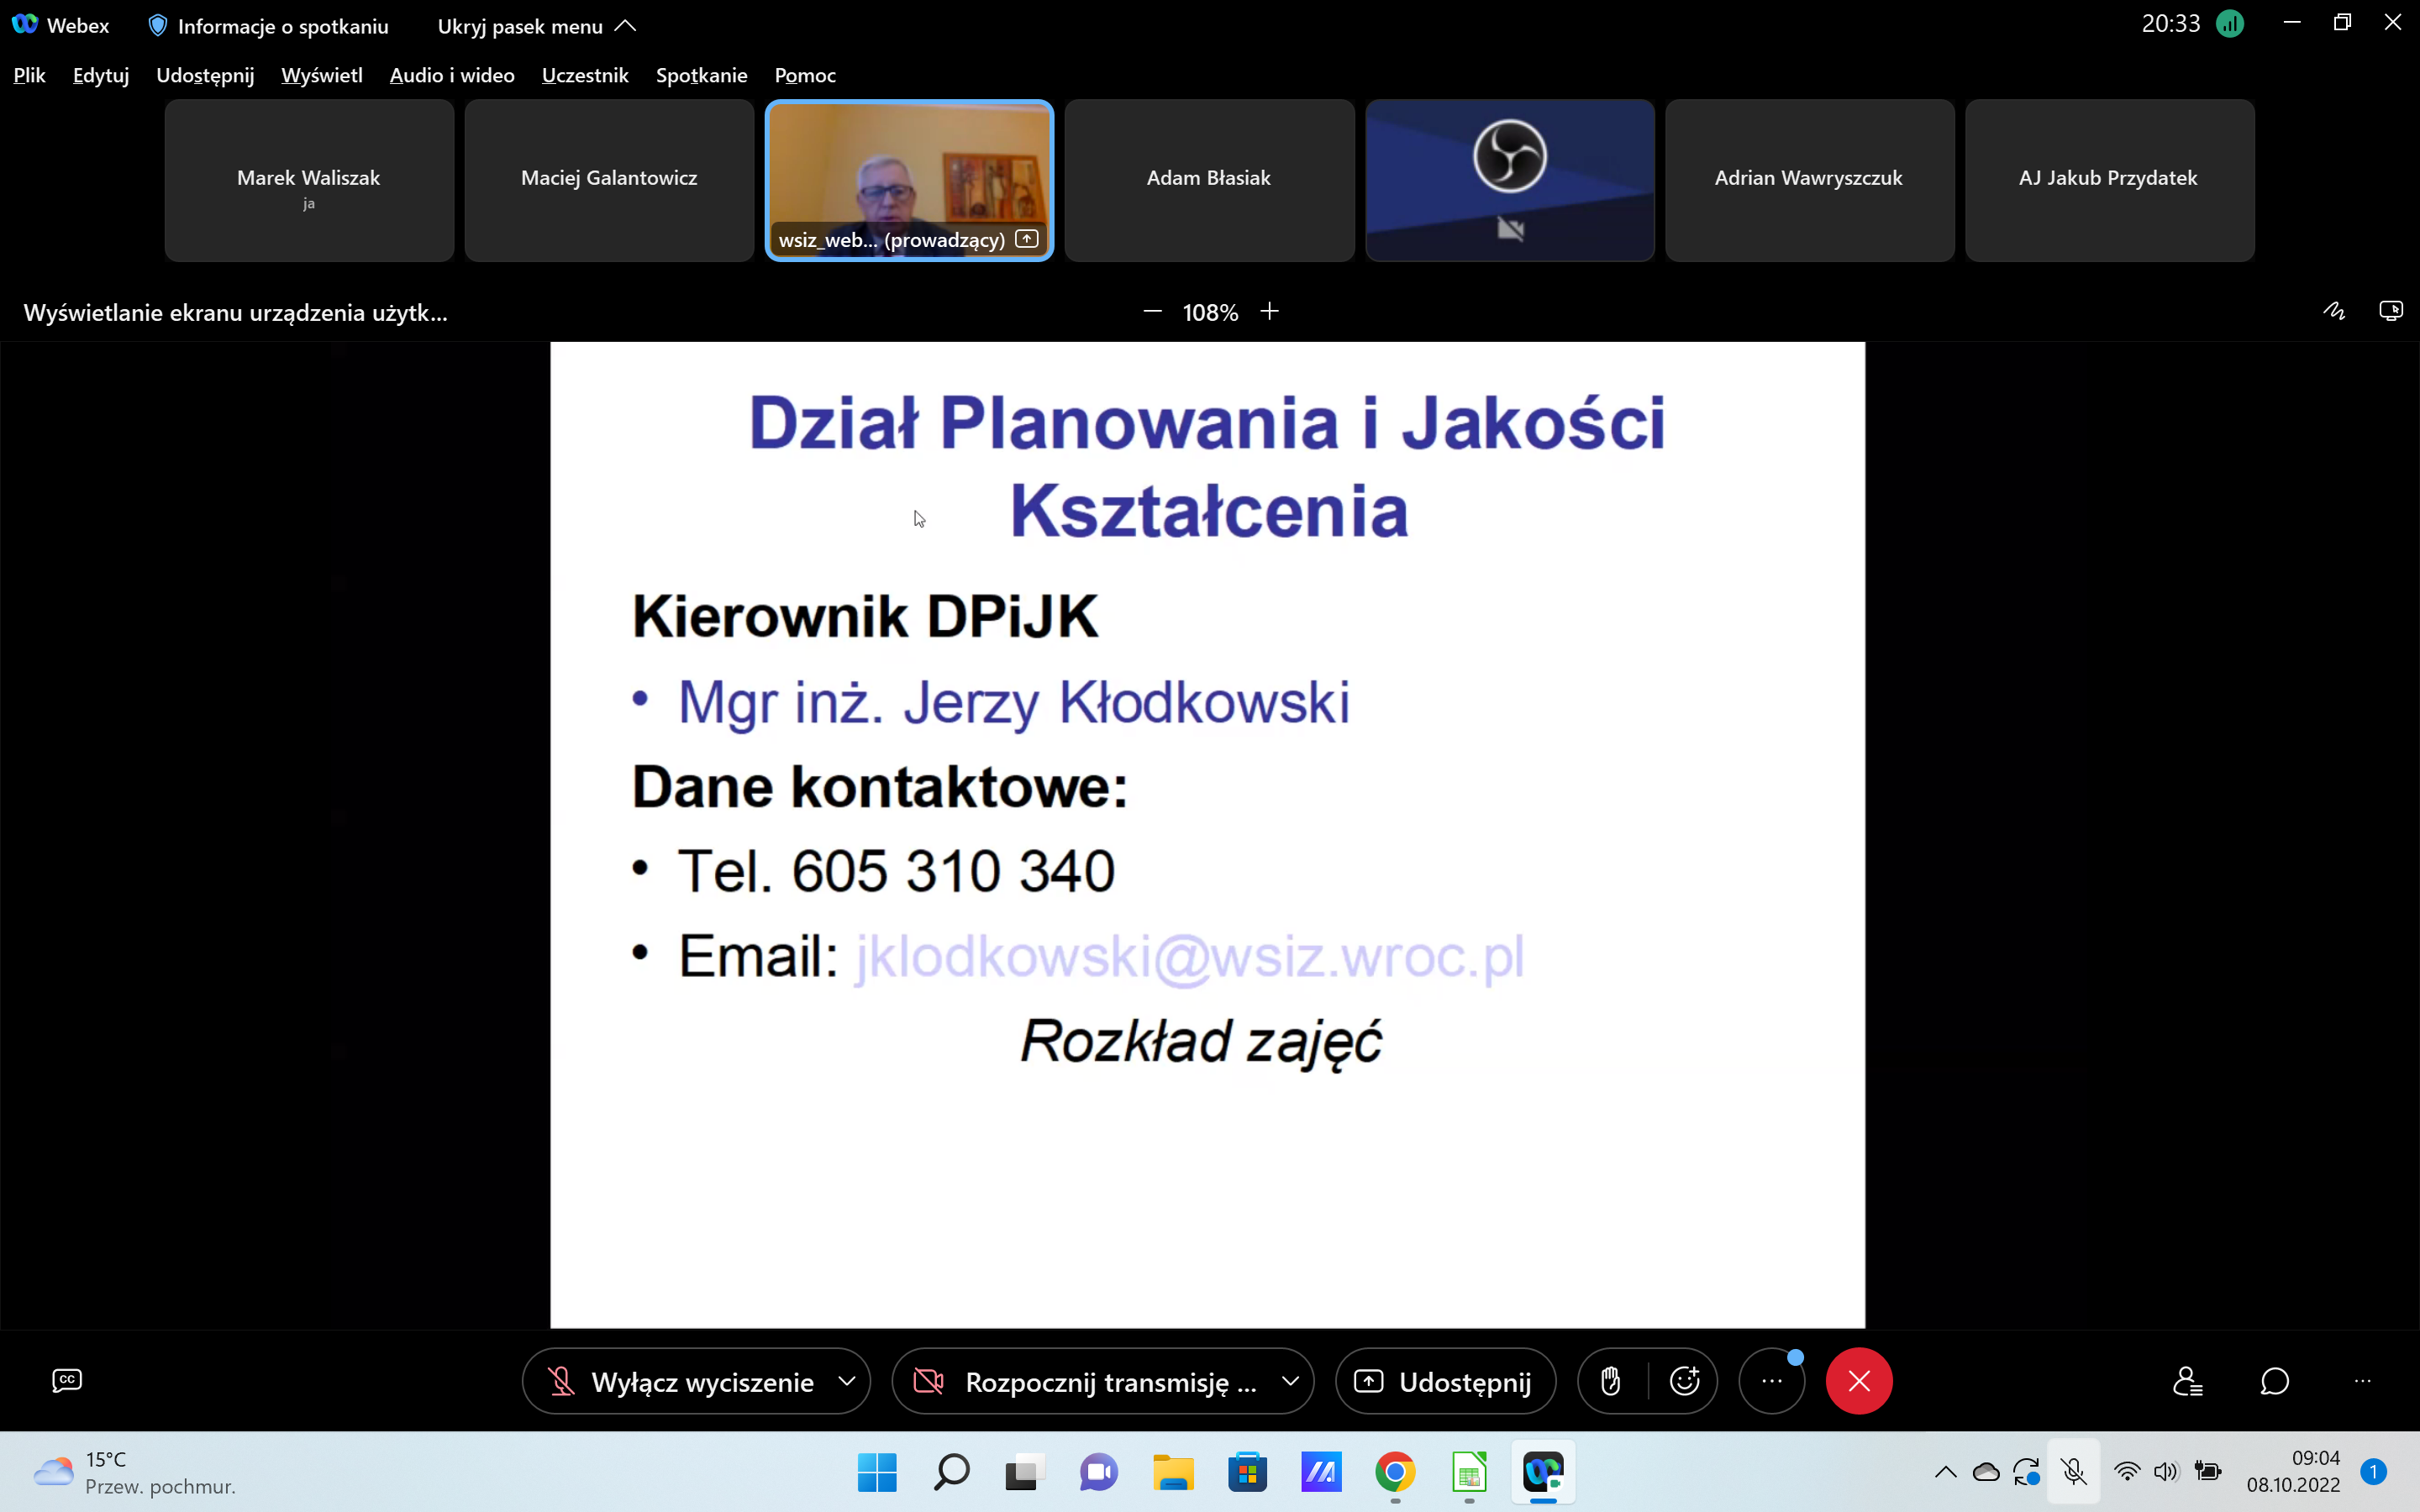 Webex
Informacje o spotkaniu
Ukryj pasek menu
20:33
Plik Edytuj Udostępnij Wyświetl Audio i wideo Uczestnik Spotkanie Pomoc
Marek Waliszak
ja
Maciej Galantowicz
wsiz_web... (prowadzący)
Adam Błasiak
Adrian Wawryszczuk
AJ Jakub Przydatek
Wyświetlanie ekranu urządzenia użytk...
108%
Dział Planowania i Jakości
Kształcenia
Kierownik DPiJK
• Mgr inż. Jerzy Kłodkowski
Dane kontaktowe:
• Tel. 605 310 340
• Email: jklodkowski@wsiz.wroc.pl
Rozkład zajęć
CC
Wyłącz wyciszenie
Rozpocznij transmisję ...
Udostępnij
15°C
Przew. pochmur.
09:04
08.10.2022
1